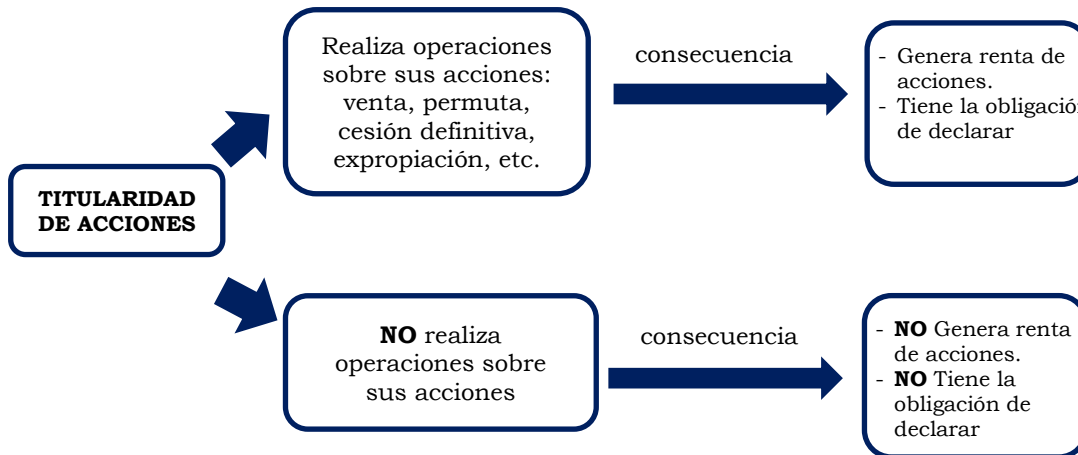 TITULARIDAD
DE ACCIONES
Realiza operaciones
sobre sus acciones:
venta, permuta,
cesión definitiva,
expropiación, etc.
consecuencia
- Genera renta de
acciones.
- Tiene la obligación
de declarar
NO realiza
operaciones sobre
sus acciones
consecuencia
- NO Genera renta
de acciones.
- NO Tiene la
obligación de
declarar